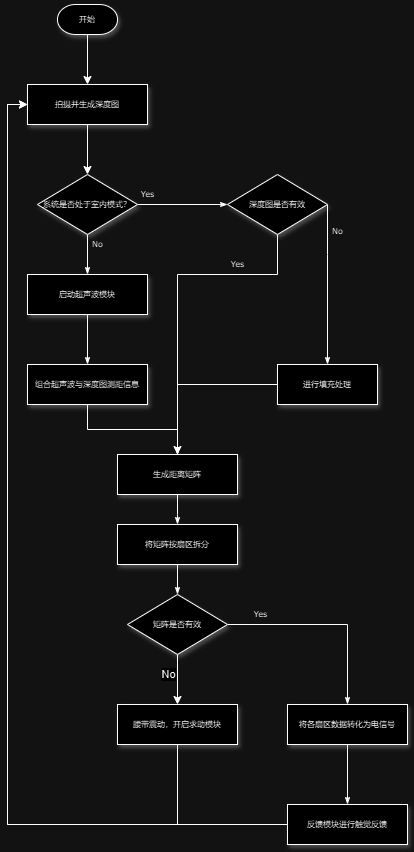 开始
拍摄并生成深度图
系统是否处于室内模式?
Yes
深度图是否有效
No
No
Yes
启动超声波模块
组合超声波与深度图测距信息
进行填充处理
生成距离矩阵
将矩阵按扇区拆分
矩阵是否有效
Yes
No
腰带震动，开启求动模块
将各扇区数据转化为电信号
反馈模块进行触觉反馈